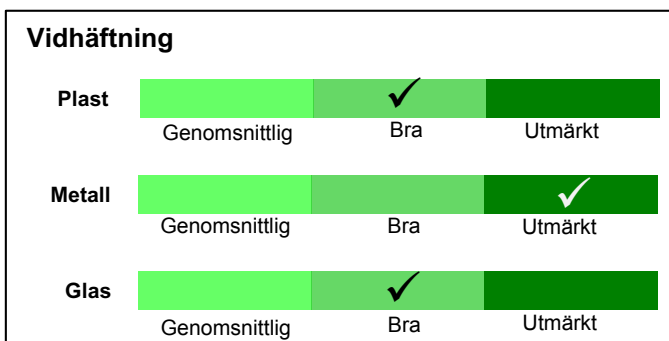 Vidhäftning
Plast
Genomsnittlig Bra Utmärkt
Metall
Genomsnittlig Bra Utmärkt
Glas
Genomsnittlig Bra Utmärkt